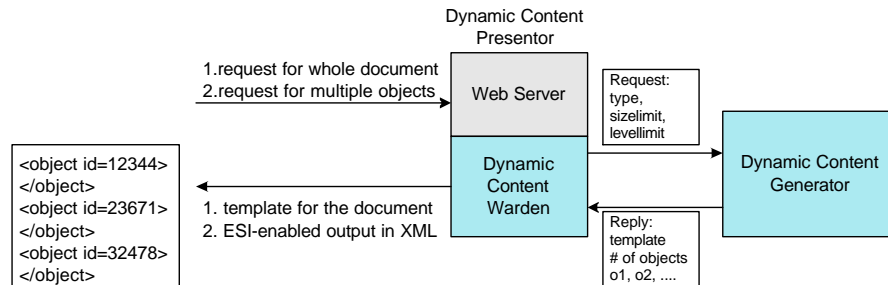 Dynamic Content
Presentor
1.request for whole document
2.request for multiple objects
Web Server
Request:
type,
sizelimit,
levellimit
<object id=12344>
</object>
<object id=23671>
</object>
<object id=32478>
</object>
Dynamic
Content
Warden
Dynamic Content
Generator
1. template for the document
2. ESI-enabled output in XML
Reply:
template
# of objects
o1, o2, ....